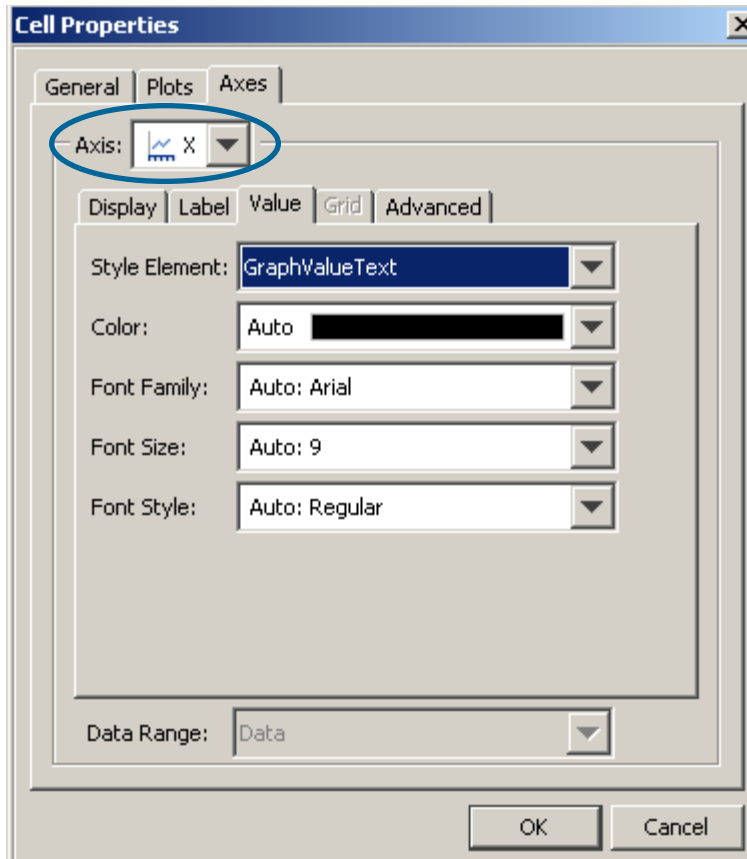 Cell Properties
General Plots Axes
Axis: X
Display Label Value Grid Advanced
Style Element: GraphValueText
Color: Auto
Font Family: Auto: Arial
Font Size: Auto: 9
Font Style: Auto: Regular
Data Range: Data
OK Cancel